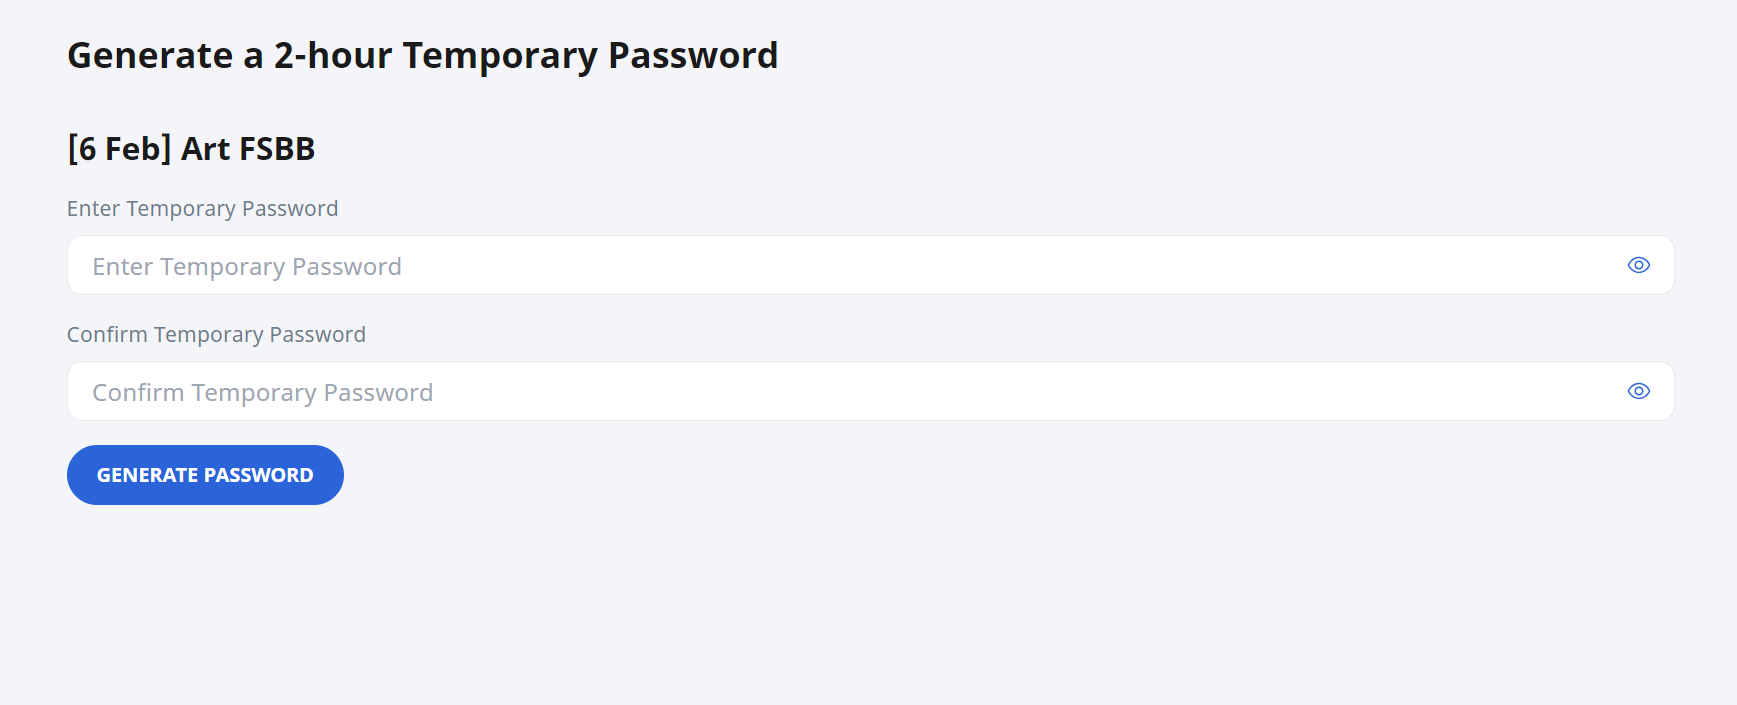 Generate a 2-hour Temporary Password
[6 Feb] Art FSBB
Enter Temporary Password
Enter Temporary Password
Confirm Temporary Password
Confirm Temporary Password
GENERATE PASSWORD